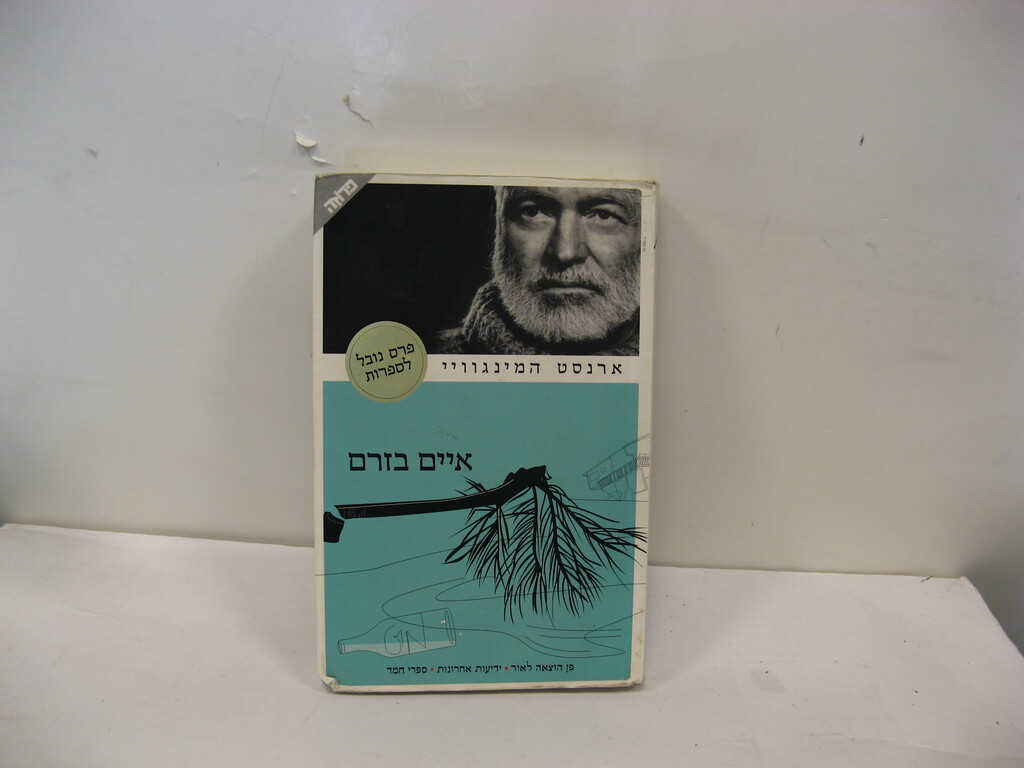 פרוזה
פרס נובל
לספרות
ארנסט המינגוויי
איים בזרם
GIN
פן הוצאה לאור • ידיעות אחרונות • ספרי חמד